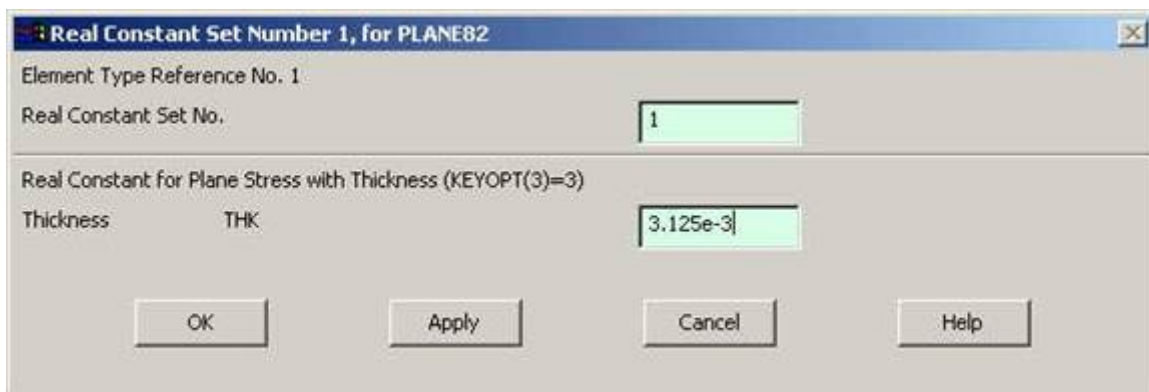 Real Constant Set Number 1, for PLANE82
Element Type Reference No. 1
Real Constant Set No. 1
Real Constant for Plane Stress with Thickness (KEYOPT(3)=3)
Thickness THK 3.125e-3
OK Apply Cancel Help